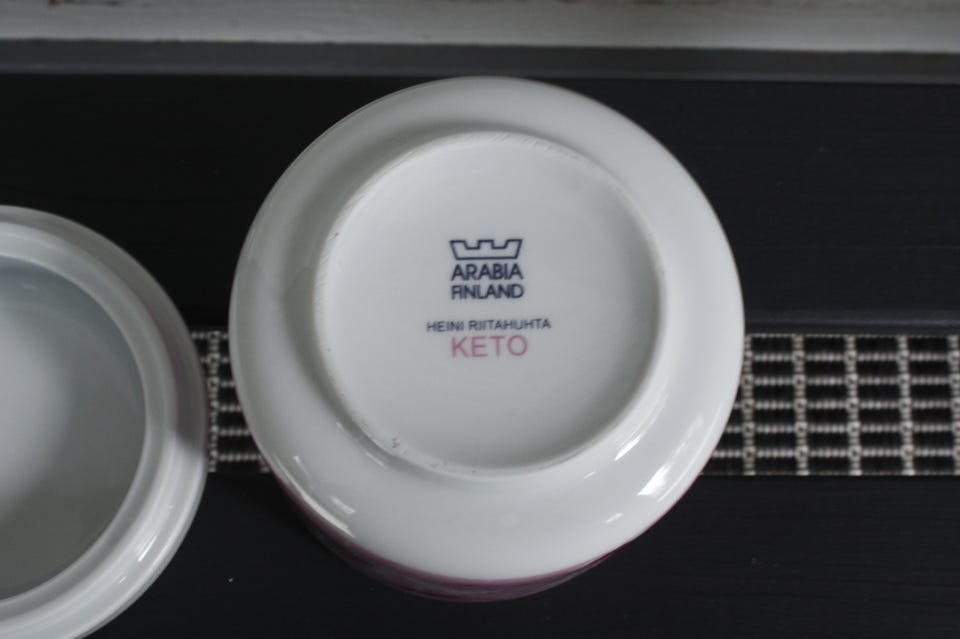 ARABIA
FINLAND
HEINI RIITAHUHTA
KETO